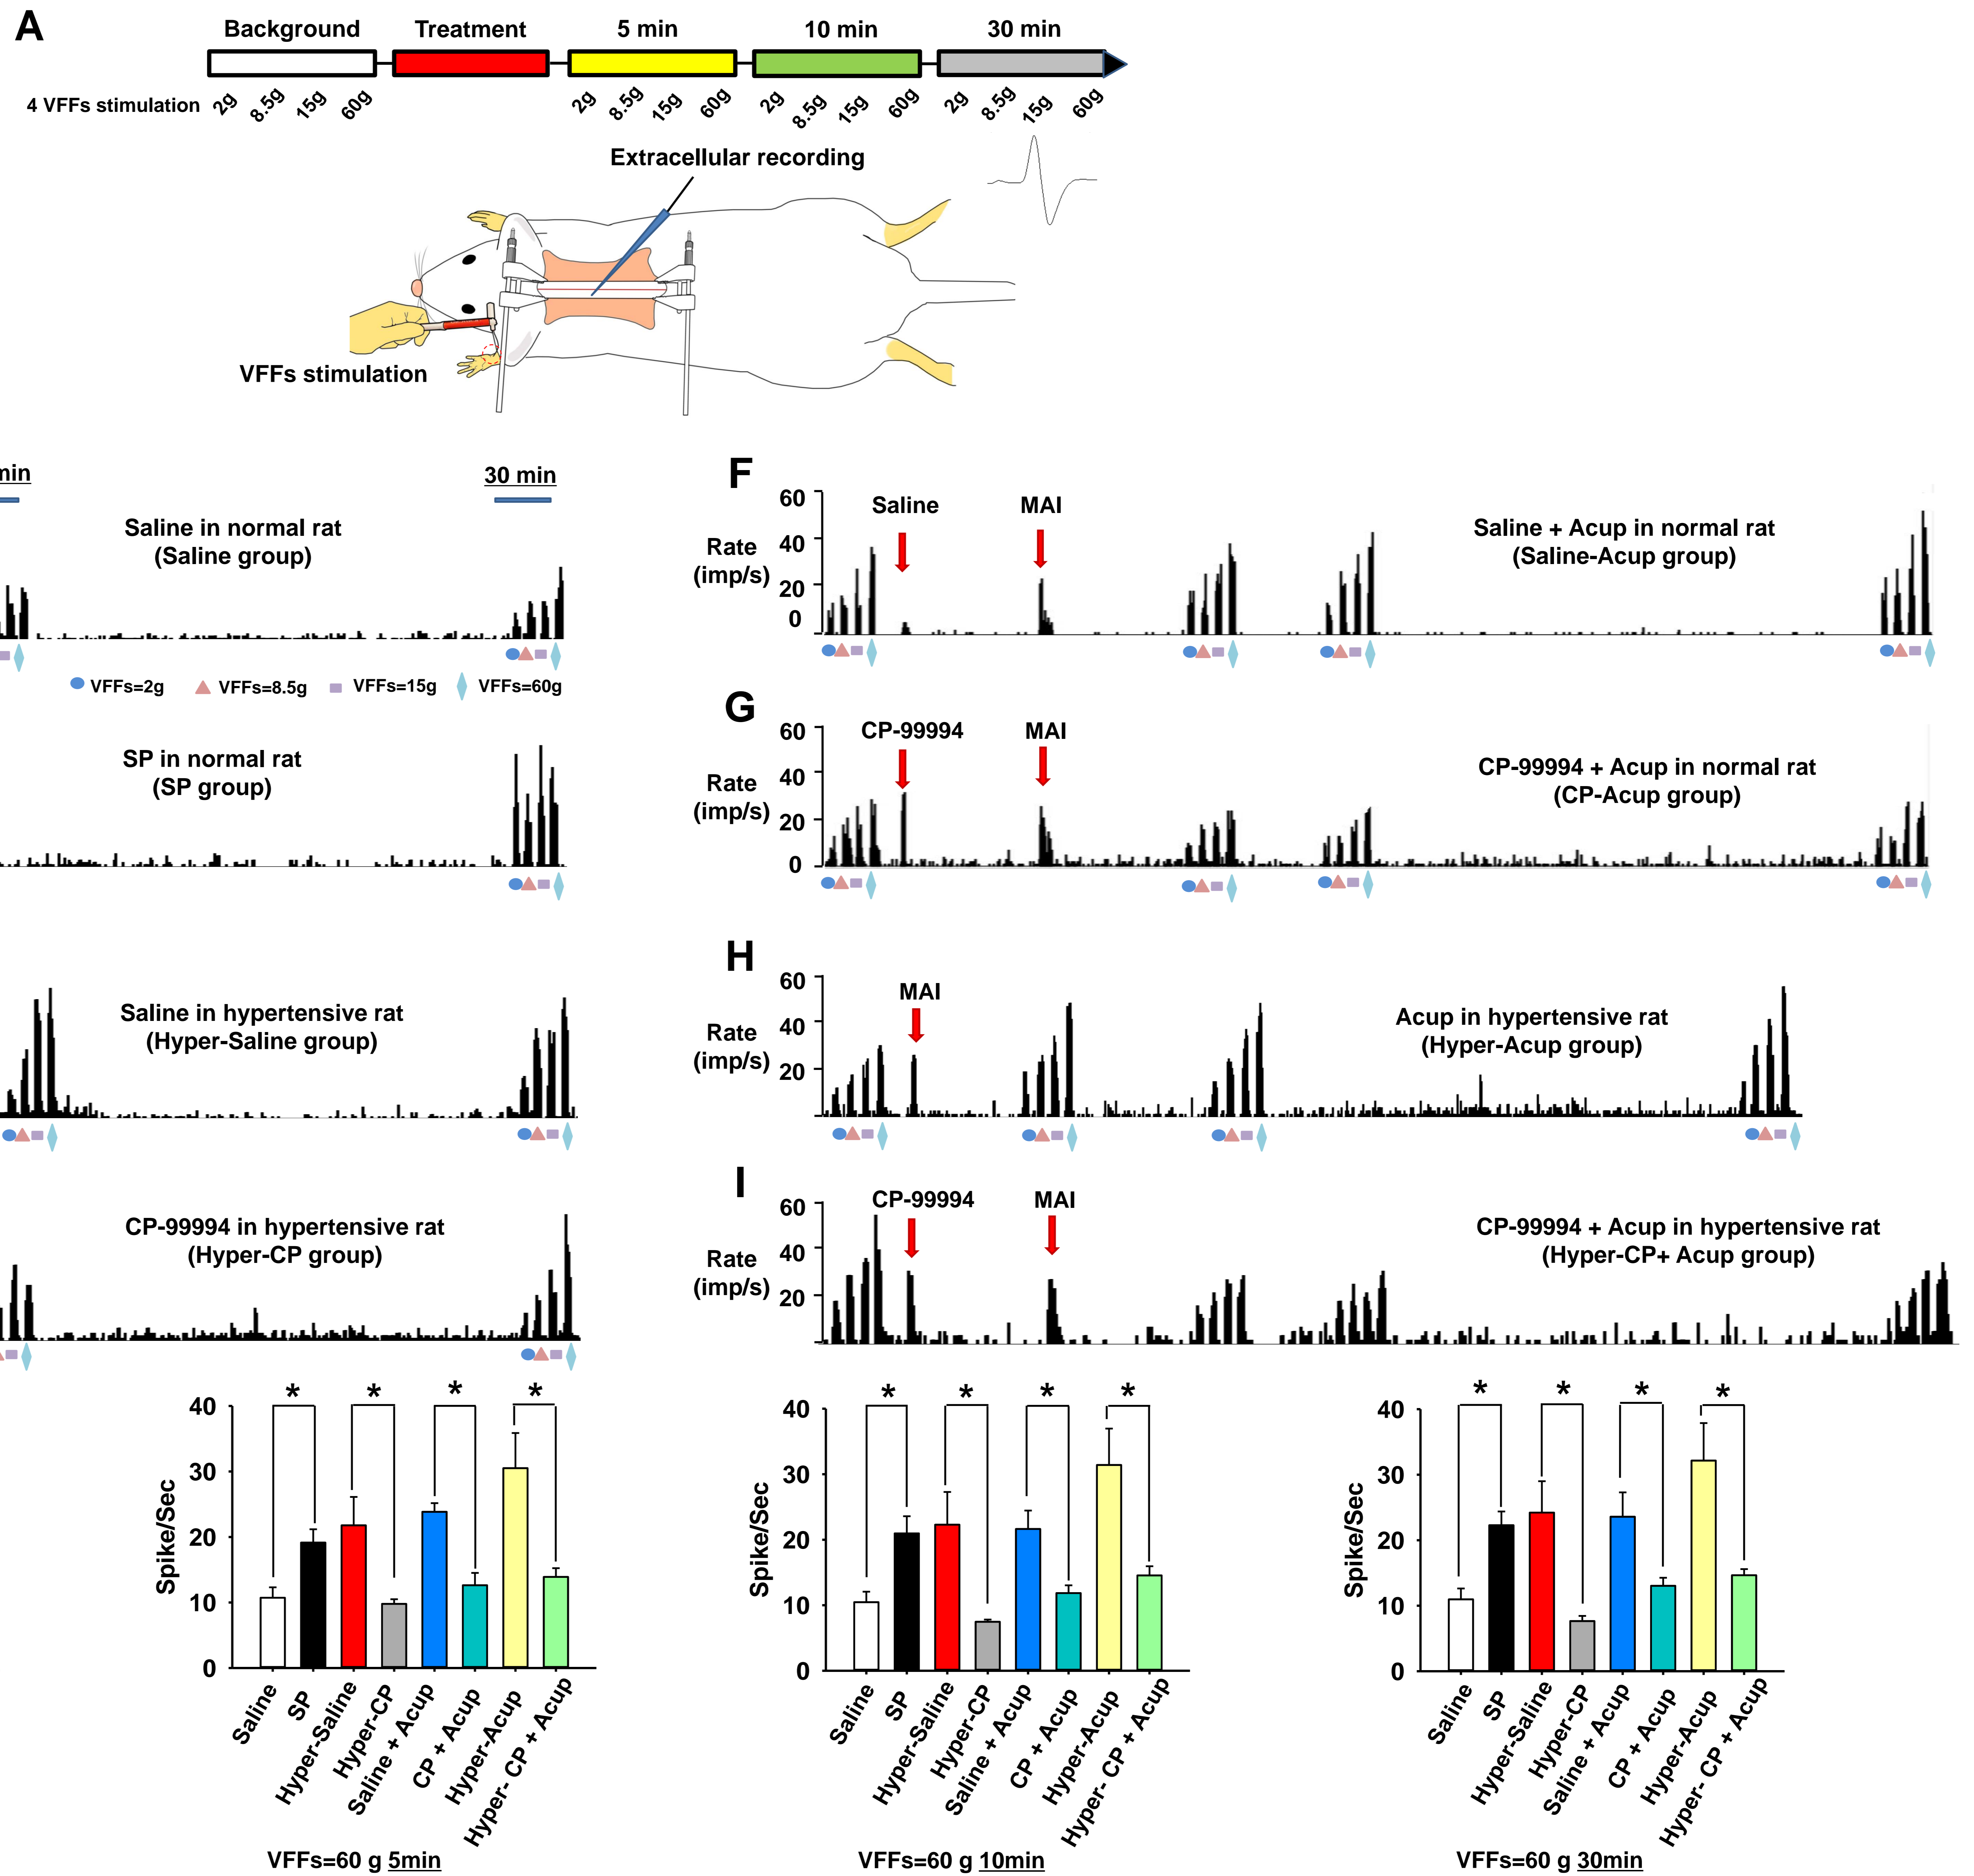 A
Background Treatment 5 min 10 min 30 min
4 VFFs stimulation 2g 8.5g 15g 60g 2g 8.5g 15g 60g 2g 8.5g 15g 60g 2g 8.5g 15g 60g
Extracellular recording
VFFs stimulation
min 30 min
Saline in normal rat
(Saline group)
VFFs=2g VFFs=8.5g VFFs=15g VFFs=60g
SP in normal rat
(SP group)
Saline in hypertensive rat
(Hyper-Saline group)
CP-99994 in hypertensive rat
(Hyper-CP group)
F
60
40
20
0
Rate
(imp/s)
Saline MAI
Saline + Acup in normal rat
(Saline-Acup group)
G
60
40
20
0
Rate
(imp/s)
CP-99994 MAI
CP-99994 + Acup in normal rat
(CP-Acup group)
H
60
40
20
Rate
(imp/s)
MAI
Acup in hypertensive rat
(Hyper-Acup group)
I
60
40
20
Rate
(imp/s)
CP-99994 MAI
CP-99994 + Acup in hypertensive rat
(Hyper-CP+ Acup group)
* * * *
40
30
20
10
0
Spike/Sec
Saline
SP
Hyper-Saline
Hyper-CP
Saline + Acup
CP + Acup
Hyper-Acup
Hyper- CP + Acup
VFFs=60 g 5min
* * * *
40
30
20
10
0
Spike/Sec
Saline
SP
Hyper-Saline
Hyper-CP
Saline + Acup
CP + Acup
Hyper-Acup
Hyper- CP + Acup
VFFs=60 g 10min
* * * *
40
30
20
10
0
Spike/Sec
Saline
SP
Hyper-Saline
Hyper-CP
Saline + Acup
CP + Acup
Hyper-Acup
Hyper- CP + Acup
VFFs=60 g 30min